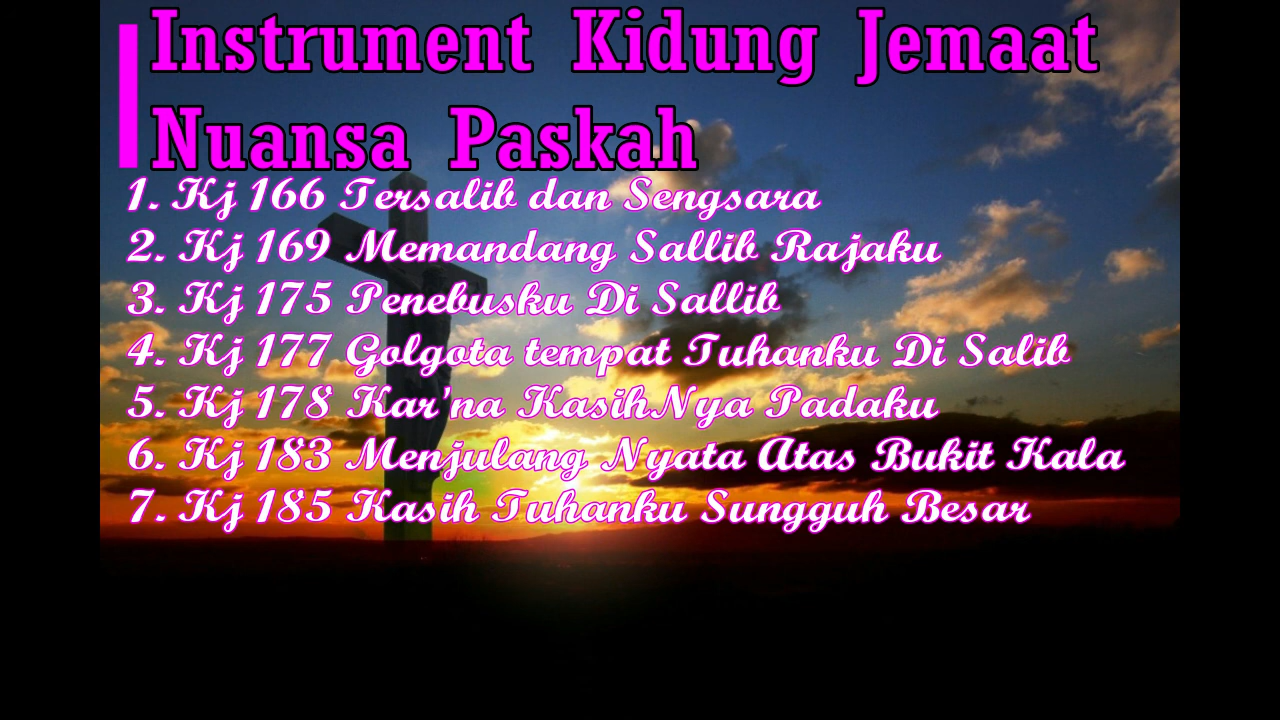 Instrument Kidung Jemaat
Nuansa Paskah
1. Kj 166 Tersalib dan Sengsara
2. Kj 169 Memandang Sallib Rajaku
3. Kj 175 Penebusku Di Sallib
4. Kj 177 Golgota tempat Tuhanku Di Salib
5. Kj 178 Kar'na KasihNya Padaku
6. Kj 183 Menjulang Nyata Atas Bukit Kala
7. Kj 185 Kasih Tuhanku Sungguh Besar